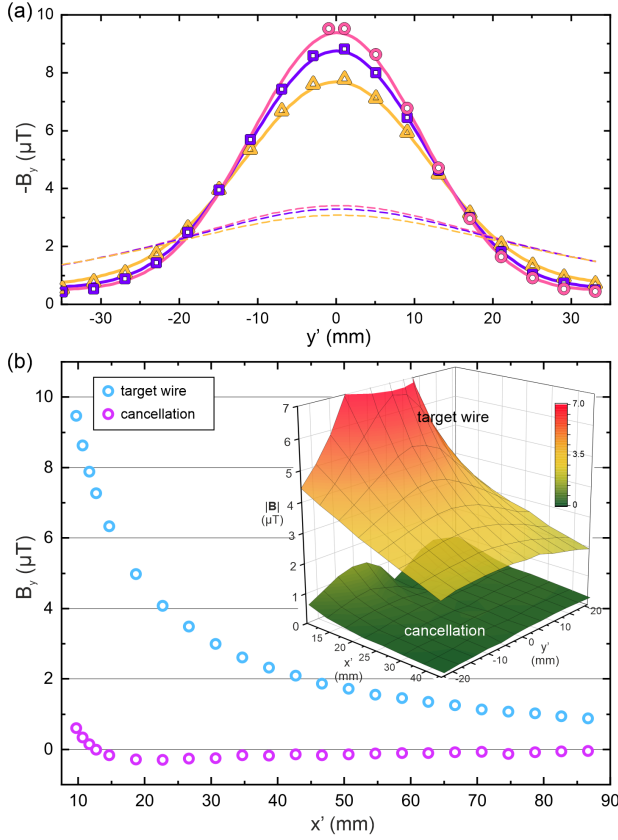 (a)
10
8
6
4
2
0
-B_y (μT)
-30 -20 -10 0 10 20 30
y' (mm)
(b)
10
8
6
4
2
0
B_y (μT)
target wire
cancellation
7
6
5
4
3
2
1
0
|B|
(μT)
target wire
7.0
3.5
0
cancellation
15 20 25 30 35 40
x'
(mm)
-20 -10 0 10 20
y'
(mm)
10 20 30 40 50 60 70 80 90
x' (mm)